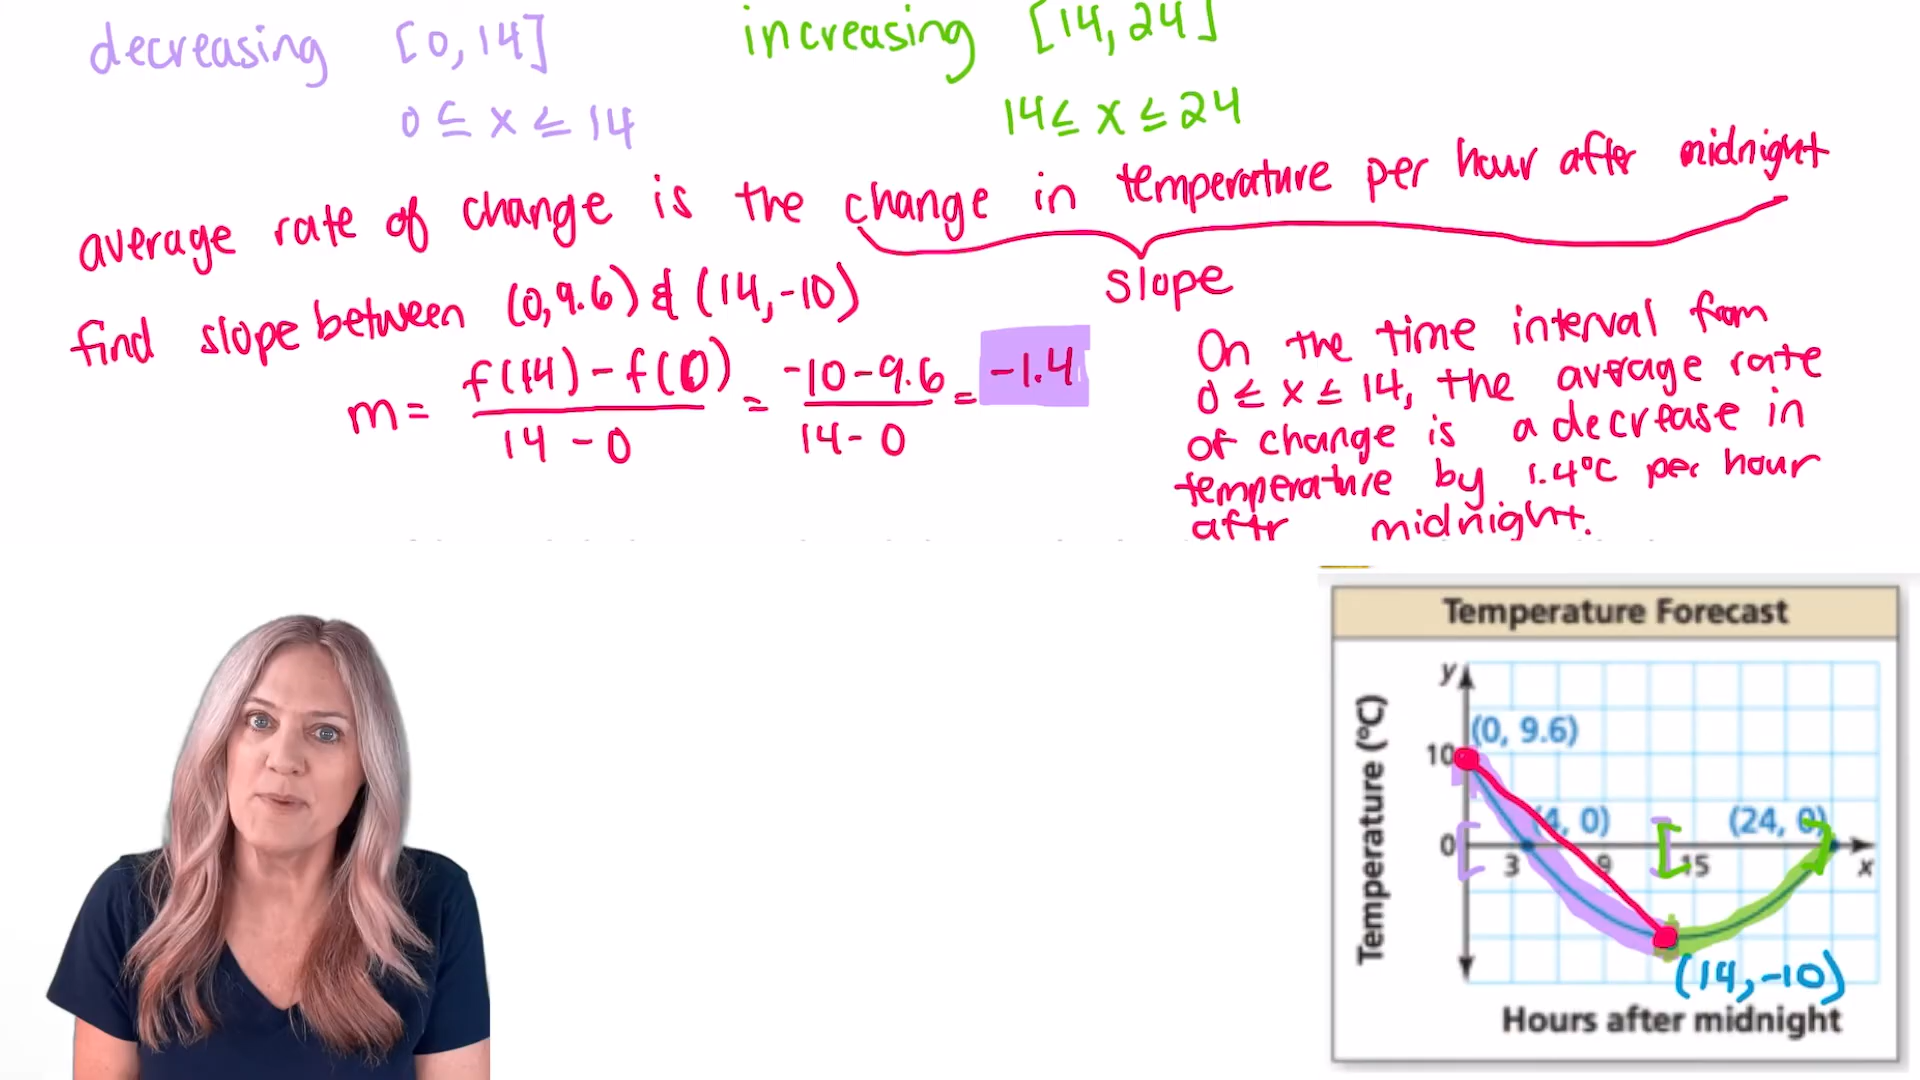 decreasing [0,14] increasing [14,24]
0 ≤ x ≤ 14 14 ≤ x ≤ 24
average rate of change is the change in temperature per hour after midnight
slope
find slope between (0,9.6) & (14,-10)
m = f(14) - f(0) / 14 - 0 = -10 - 9.6 / 14 - 0 = -1.4
On the time interval from
0 ≤ x ≤ 14, the average rate
of change is a decrease in
temperature by 1.4°C per hour
after midnight.
Temperature Forecast
y
(0, 9.6)
10
(4, 0) (24, 0)
0 3 9 15 x
Temperature (°C)
(14,-10)
Hours after midnight